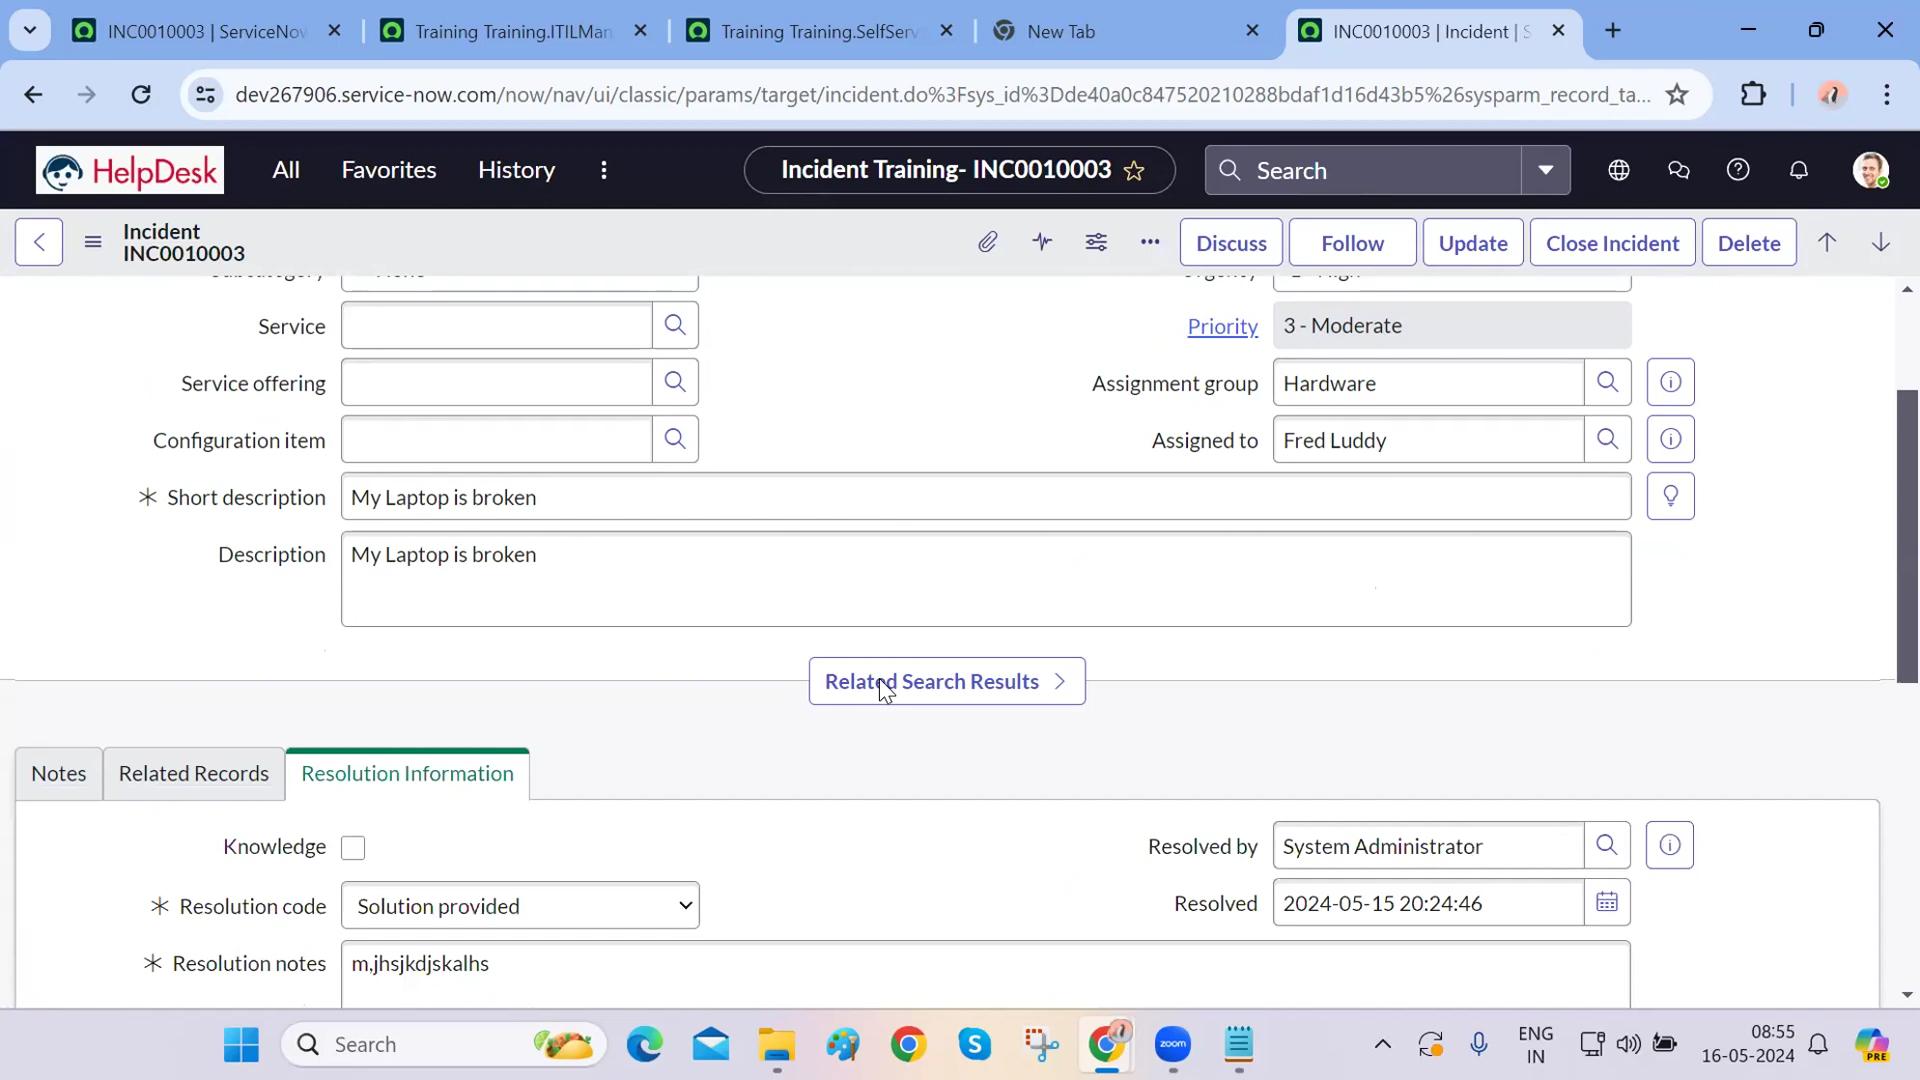 INC0010003 | ServiceNow
Training Training.ITILMan
Training Training.SelfServi
New Tab
INC0010003 | Incident | S
dev267906.service-now.com/now/nav/ui/classic/params/target/incident.do%3Fsys_id%3Dde40a0c847520210288bdaf1d16d43b5%26sysparm_record_ta...
HelpDesk
All
Favorites
History
Incident Training- INC0010003
Search
Incident
INC0010003
Discuss
Follow
Update
Close Incident
Delete
Service
Priority
3 - Moderate
Service offering
Assignment group
Hardware
Configuration item
Assigned to
Fred Luddy
Short description
My Laptop is broken
Description
My Laptop is broken
Related Search Results
Notes
Related Records
Resolution Information
Knowledge
Resolved by
System Administrator
Resolution code
Solution provided
Resolved
2024-05-15 20:24:46
Resolution notes
m,jhsjkdjskalhs
Search
zoom
ENG
IN
08:55
16-05-2024
PRE